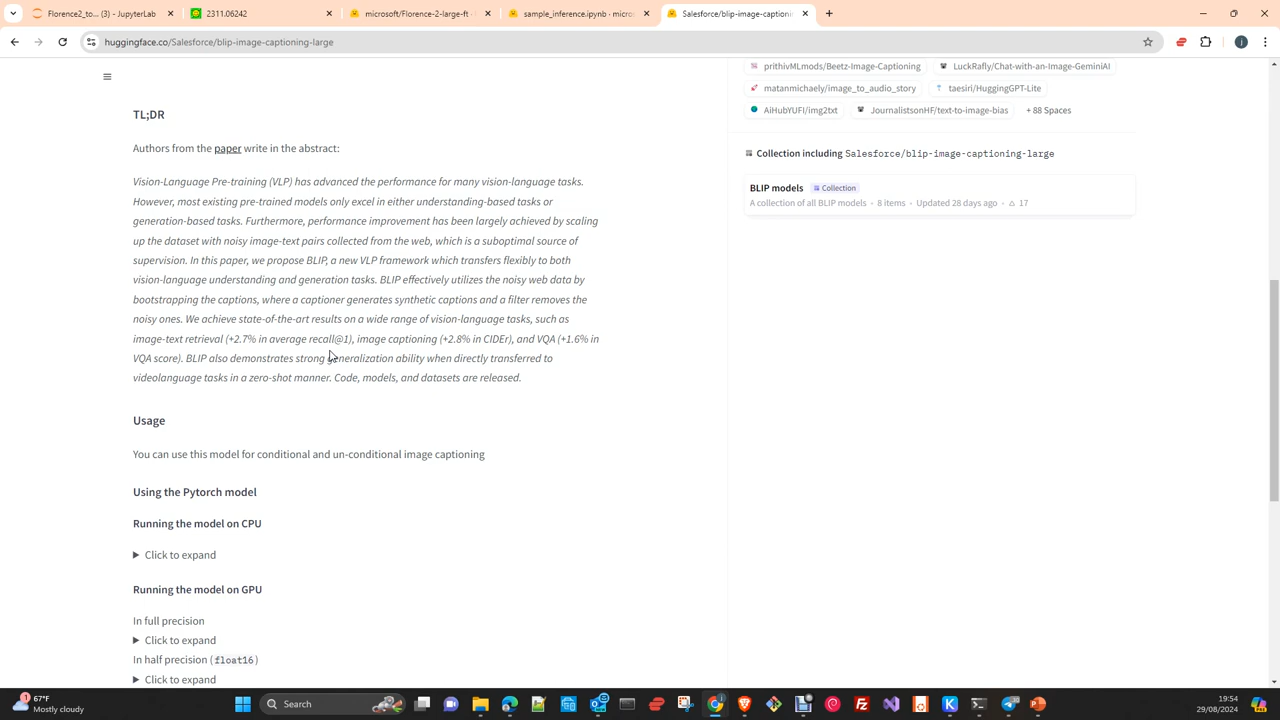 Florence2_to... (3) - JupyterLab
2311.06242
microsoft/Florence-2-large-ft
sample_inference.ipynb · micros
Salesforce/blip-image-captionin
huggingface.co/Salesforce/blip-image-captioning-large
TL;DR
Authors from the paper write in the abstract:
Vision-Language Pre-training (VLP) has advanced the performance for many vision-language tasks.
However, most existing pre-trained models only excel in either understanding-based tasks or
generation-based tasks. Furthermore, performance improvement has been largely achieved by scaling
up the dataset with noisy image-text pairs collected from the web, which is a suboptimal source of
supervision. In this paper, we propose BLIP, a new VLP framework which transfers flexibly to both
vision-language understanding and generation tasks. BLIP effectively utilizes the noisy web data by
bootstrapping the captions, where a captioner generates synthetic captions and a filter removes the
noisy ones. We achieve state-of-the-art results on a wide range of vision-language tasks, such as
image-text retrieval (+2.7% in average recall@1), image captioning (+2.8% in CIDEr), and VQA (+1.6% in
VQA score). BLIP also demonstrates strong generalization ability when directly transferred to
videolanguage tasks in a zero-shot manner. Code, models, and datasets are released.
Usage
You can use this model for conditional and un-conditional image captioning
Using the Pytorch model
Running the model on CPU
Click to expand
Running the model on GPU
In full precision
Click to expand
In half precision (float16)
Click to expand
prithivMLmods/Beetz-Image-Captioning
LuckRafly/Chat-with-an-Image-GeminiAI
matanmichaely/image_to_audio_story
taesiri/HuggingGPT-Lite
AiHubYUFI/img2txt
JournalistsonHF/text-to-image-bias
+ 88 Spaces
Collection including Salesforce/blip-image-captioning-large
BLIP models
Collection
A collection of all BLIP models · 8 items · Updated 28 days ago · 17
1
67°F
Mostly cloudy
Search
19:54
29/08/2024